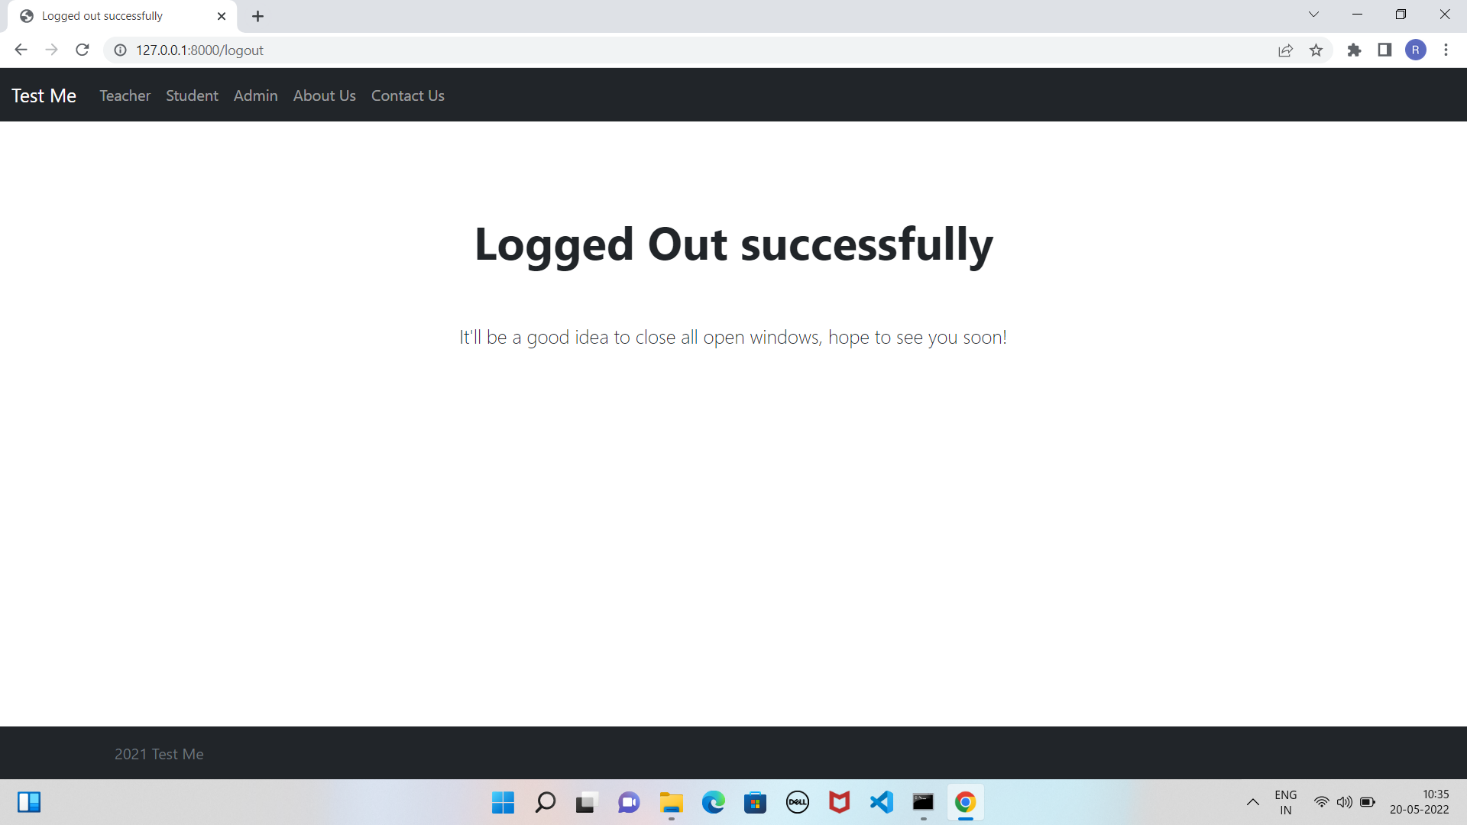 Logged out successfully
127.0.0.1:8000/logout
R
Test Me Teacher Student Admin About Us Contact Us
Logged Out successfully
It'll be a good idea to close all open windows, hope to see you soon!
2021 Test Me
DELL
ENG
IN
10:35
20-05-2022